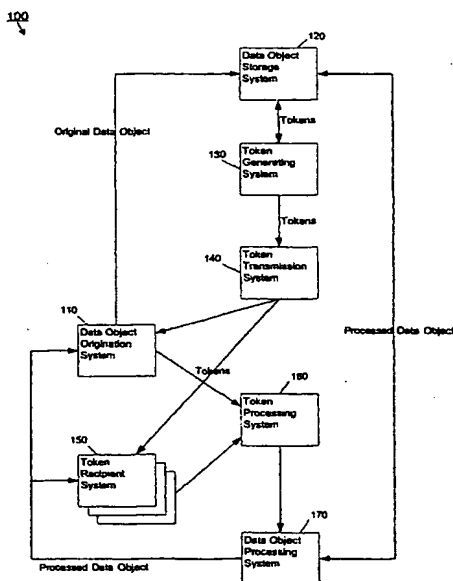 100
120
Data Object
Storage
System
Original Data Object
Tokens
130
Token
Generating
System
Tokens
140
Token
Transmission
System
110
Data Object
Origination
System
Processed Data Object
Tokens
160
Token
Processing
System
150
Token
Recipient
System
170
Data Object
Processing
System
Processed Data Object